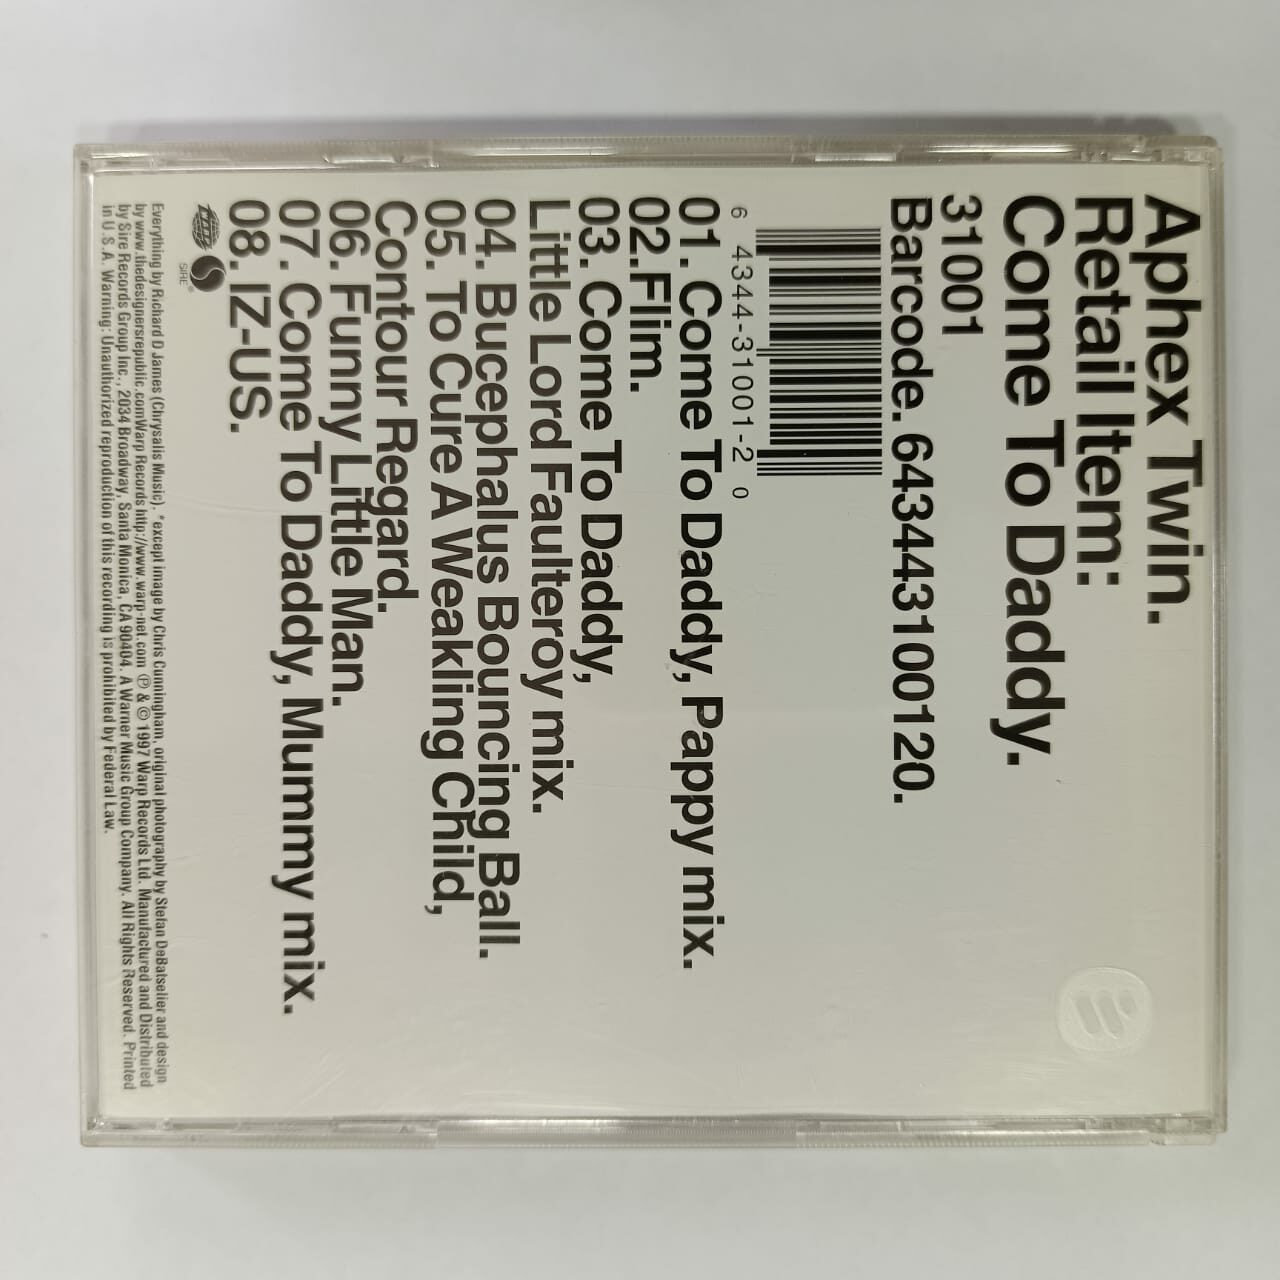 Aphex Twin.
Retail Item:
Come To Daddy.
31001
Barcode. 643443100120.
6 4344-31001-2 0
01. Come To Daddy, Pappy mix.
02.Flim.
03. Come To Daddy,
Little Lord Faulteroy mix.
04. Bucephalus Bouncing Ball.
05. To Cure A Weakling Child,
Contour Regard.
06. Funny Little Man.
07. Come To Daddy, Mummy mix.
08. IZ-US.
WARP
SIRE®
Everything by Richard D James (Chrysalis Music). *except image by Chris Cunningham, original photography by Stefan DeBatselier and design
by www.thedesignersrepublic.comWarp Records http://www.warp-net.com ℗ & © 1997 Warp Records Ltd. Manufactured and Distributed
by Sire Records Group Inc., 2034 Broadway, Santa Monica, CA 90404. A Warner Music Group Company. All Rights Reserved. Printed
in U.S.A. Warning: Unauthorized reproduction of this recording is prohibited by Federal Law.